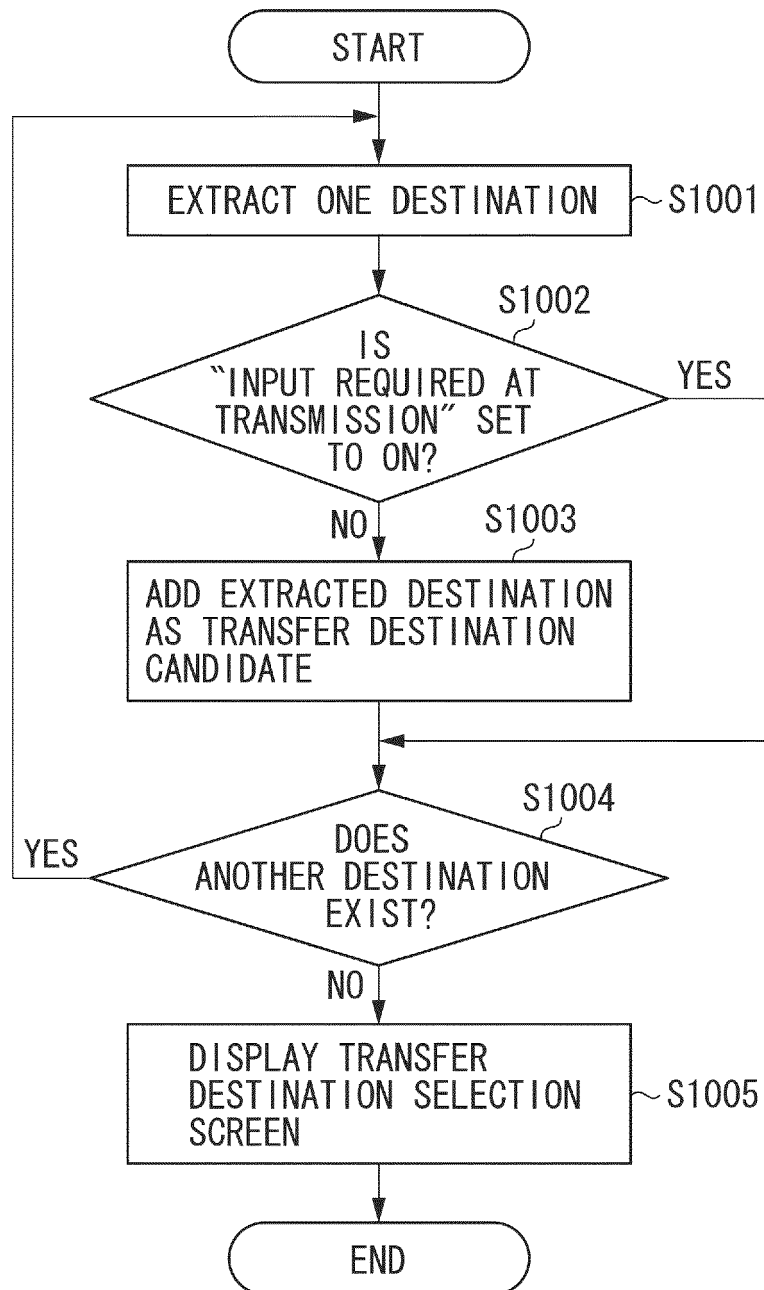 START
EXTRACT ONE DESTINATION
S1001
S1002
IS
"INPUT REQUIRED AT
TRANSMISSION" SET
TO ON?
YES
NO
S1003
ADD EXTRACTED DESTINATION
AS TRANSFER DESTINATION
CANDIDATE
S1004
DOES
ANOTHER DESTINATION
EXIST?
YES
NO
DISPLAY TRANSFER
DESTINATION SELECTION
SCREEN
S1005
END